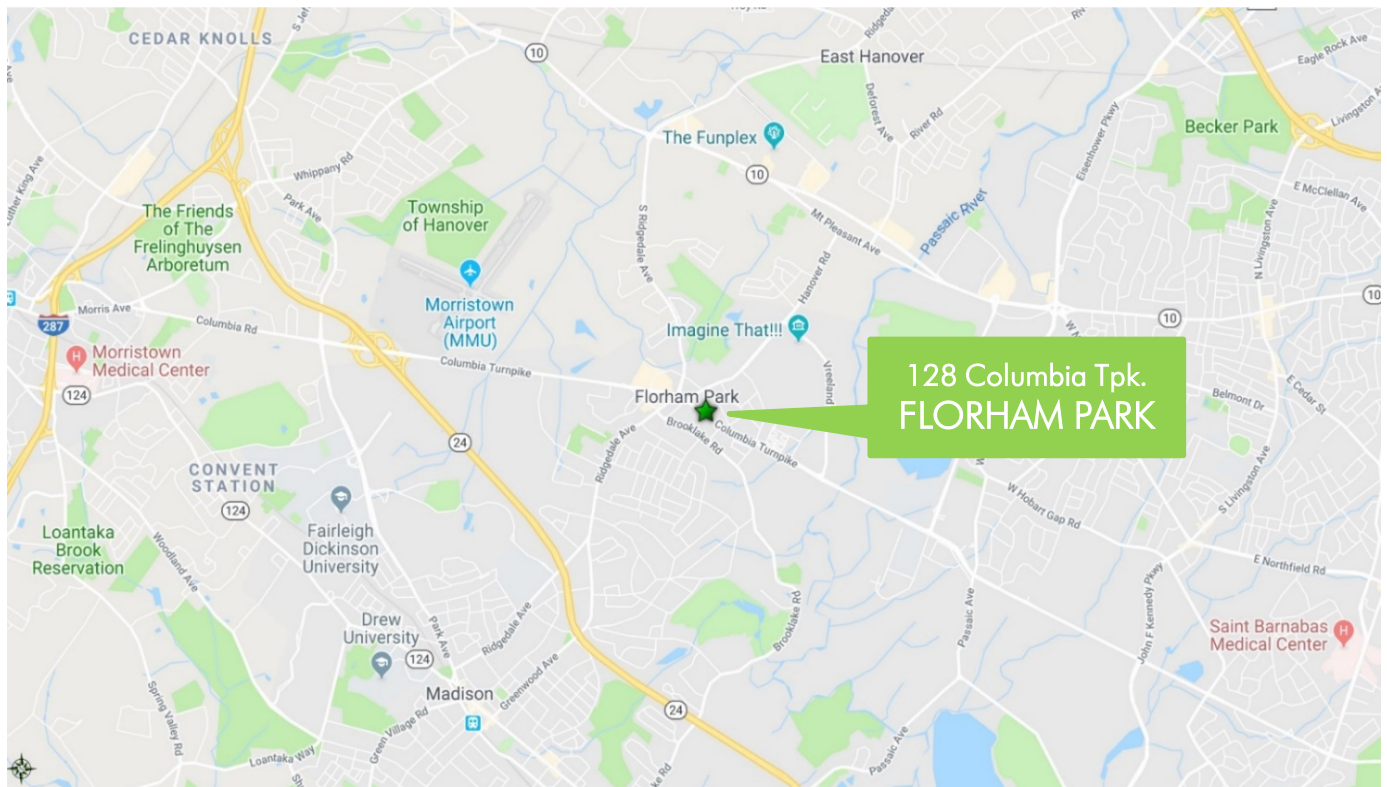 CEDAR KNOLLS
10
East Hanover
Eagle Rock Ave
Livingston
Deforest Ave
River Rd
Eisenhower Pkwy
Becker Park
The Funplex
10
Whippany Rd
E McClellan Ave
Park Ave
The Friends
of The
Frelinghuysen
Arboretum
Township
of Hanover
S Ridgedale Ave
Mt Pleasant Ave
Passaic River
N Livingston Ave
Hanover Rd
Morristown
Airport
(MMU)
Morris Ave
Columbia Rd
287
10
10
Imagine That!!!
Morristown
Medical Center
124
Columbia Turnpike
Vreeland
128 Columbia Tpk.
FLORHAM PARK
Florham Park
Belmont Dr
E Cedar St
Brooklake Rd
Columbia Turnpike
Ridgedale Ave
24
CONVENT
STATION
124
W Hobart Gap Rd
S Livingston Ave
Fairleigh
Dickinson
University
Loantaka
Brook
Reservation
Woodland Ave
E Northfield Rd
John F Kennedy Pkwy
Passaic Ave
Brooklake Rd
Drew
University
Park Ave
Ridgedale Ave
124
Saint Barnabas
Medical Center
Greenwood Ave
Madison
Spring Valley Rd
Green Village Rd
24
Loantaka Way
Passaic Ave